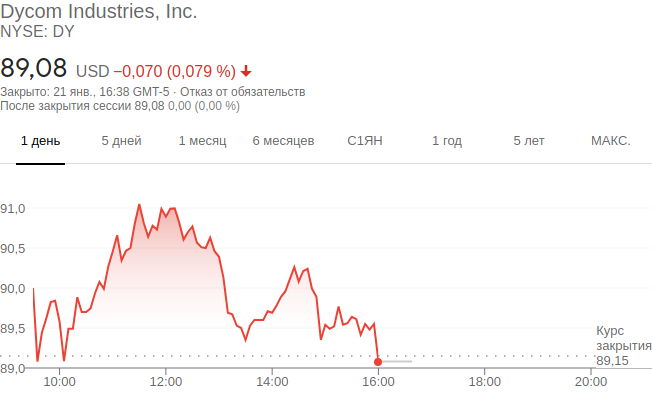 Dycom Industries, Inc.
NYSE: DY
89,08 USD −0,070 (0,079 %)
Закрыто: 21 янв., 16:38 GMT-5 · Отказ от обязательств
После закрытия сессии 89,08 0,00 (0,00 %)
1 день 5 дней 1 месяц 6 месяцев С1ЯН 1 год 5 лет МАКС.
91,0
90,5
90,0
89,5
Курс
закрытия
89,15
89,0
10:00 12:00 14:00 16:00 18:00 20:00